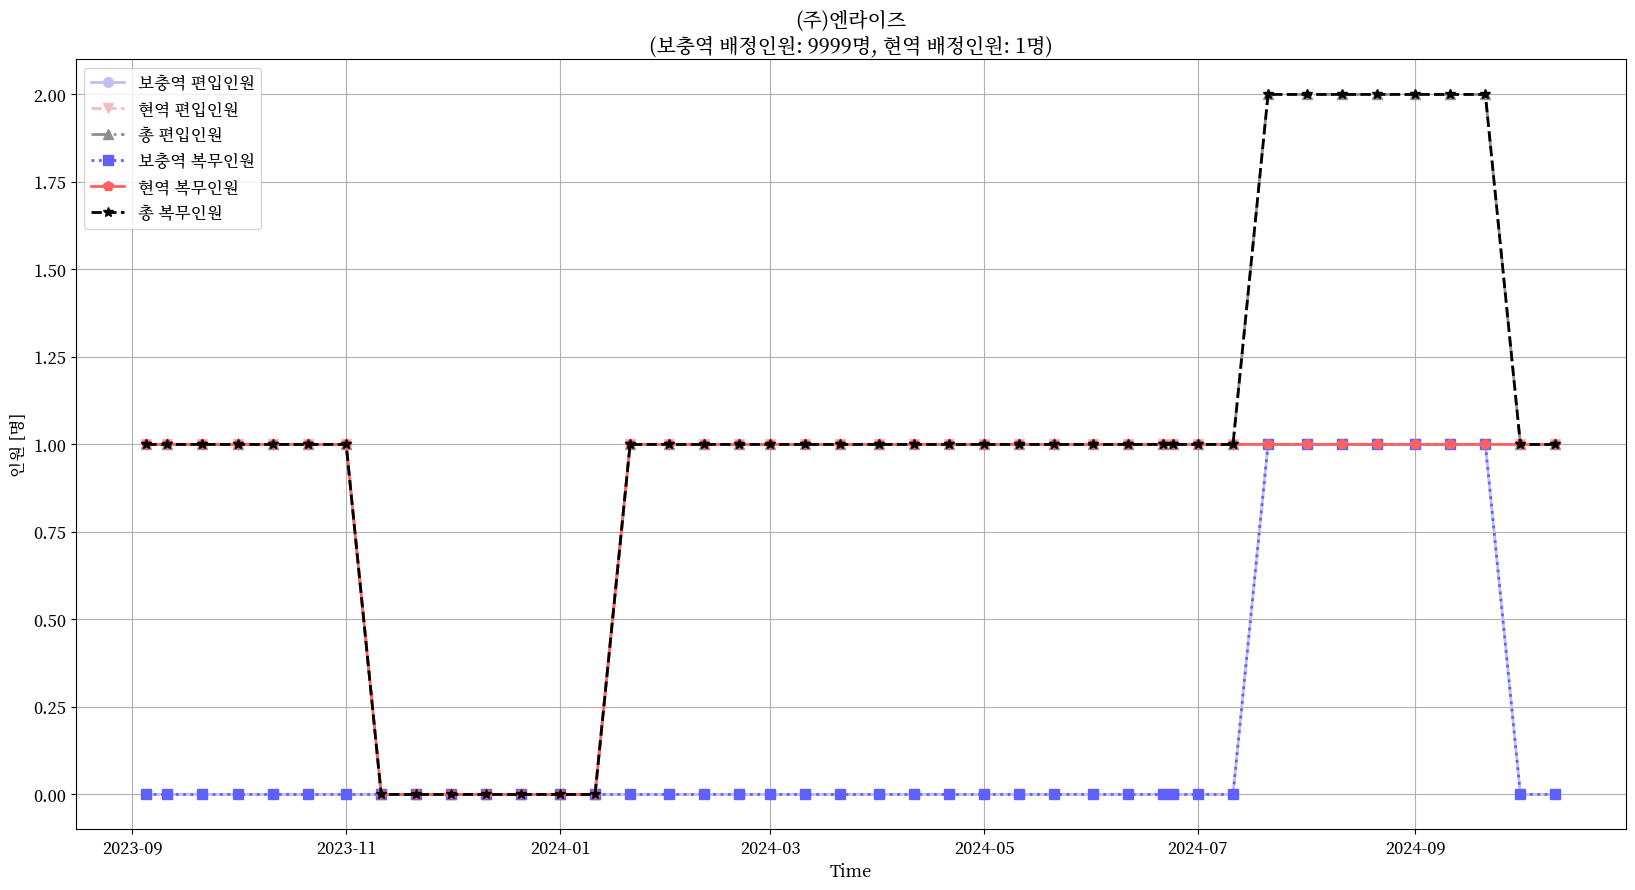 (주)엔라이즈
(보충역 배정인원: 9999명, 현역 배정인원: 1명)
보충역 편입인원
현역 편입인원
총 편입인원
보충역 복무인원
현역 복무인원
총 복무인원
인원 [명]
2.00
1.75
1.50
1.25
1.00
0.75
0.50
0.25
0.00
2023-09 2023-11 2024-01 2024-03 2024-05 2024-07 2024-09
Time